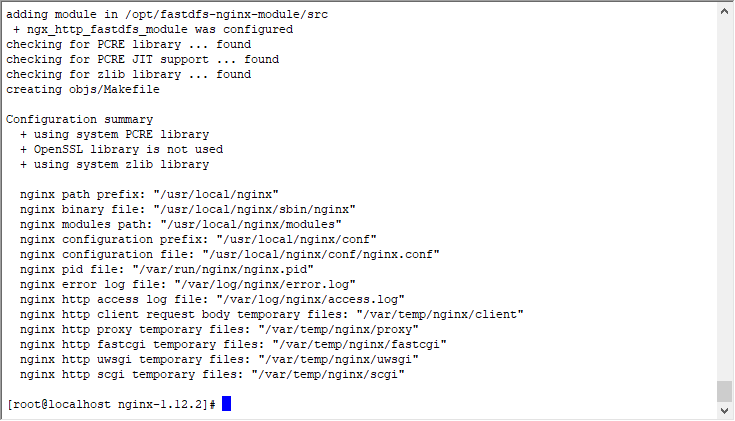 adding module in /opt/fastdfs-nginx-module/src
 + ngx_http_fastdfs_module was configured
checking for PCRE library ... found
checking for PCRE JIT support ... found
checking for zlib library ... found
creating objs/Makefile

Configuration summary
  + using system PCRE library
  + OpenSSL library is not used
  + using system zlib library

  nginx path prefix: "/usr/local/nginx"
  nginx binary file: "/usr/local/nginx/sbin/nginx"
  nginx modules path: "/usr/local/nginx/modules"
  nginx configuration prefix: "/usr/local/nginx/conf"
  nginx configuration file: "/usr/local/nginx/conf/nginx.conf"
  nginx pid file: "/var/run/nginx/nginx.pid"
  nginx error log file: "/var/log/nginx/error.log"
  nginx http access log file: "/var/log/nginx/access.log"
  nginx http client request body temporary files: "/var/temp/nginx/client"
  nginx http proxy temporary files: "/var/temp/nginx/proxy"
  nginx http fastcgi temporary files: "/var/temp/nginx/fastcgi"
  nginx http uwsgi temporary files: "/var/temp/nginx/uwsgi"
  nginx http scgi temporary files: "/var/temp/nginx/scgi"

[root@localhost nginx-1.12.2]#